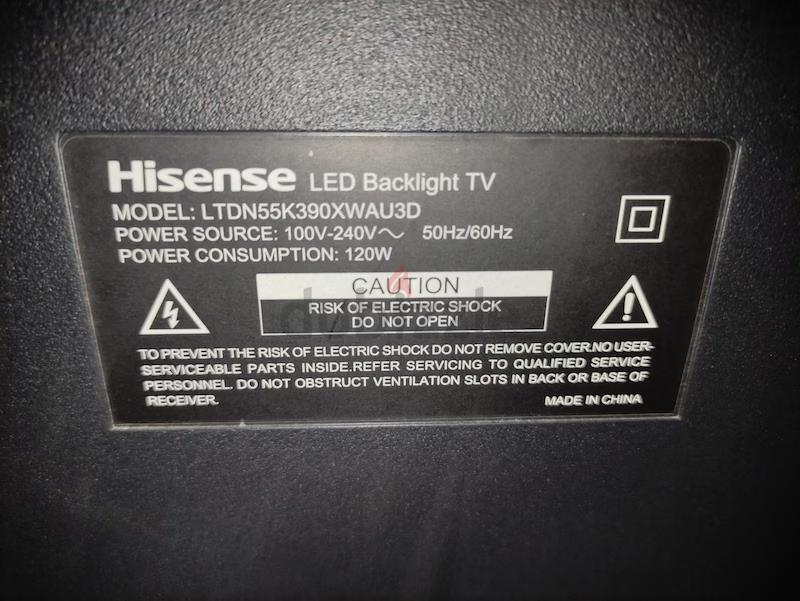 Hisense LED Backlight TV
MODEL: LTDN55K390XWAU3D
POWER SOURCE: 100V-240V～ 50Hz/60Hz
POWER CONSUMPTION: 120W
CAUTION
RISK OF ELECTRIC SHOCK
DO NOT OPEN
TO PREVENT THE RISK OF ELECTRIC SHOCK DO NOT REMOVE COVER.NO USER-
SERVICEABLE PARTS INSIDE.REFER SERVICING TO QUALIFIED SERVICE
PERSONNEL. DO NOT OBSTRUCT VENTILATION SLOTS IN BACK OR BASE OF
RECEIVER.
MADE IN CHINA